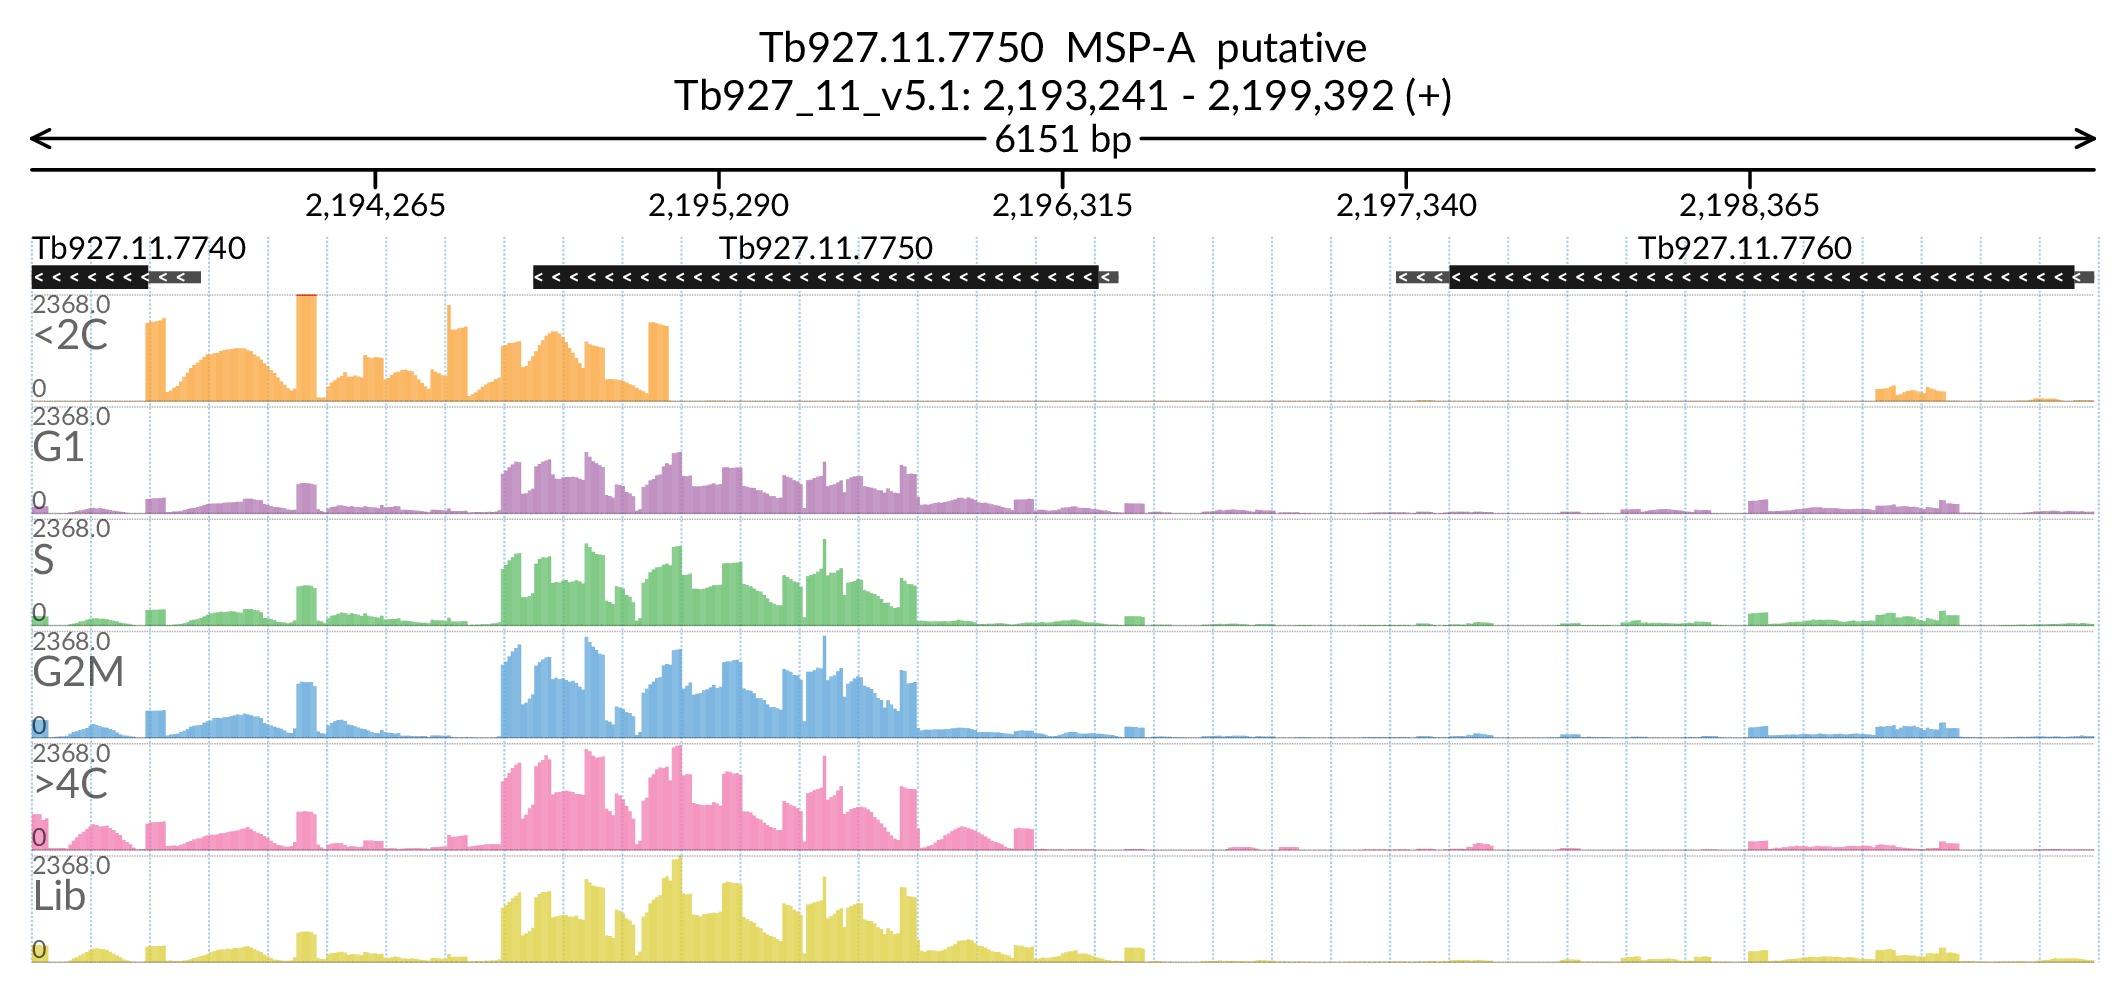 Tb927.11.7750 MSP-A putative
Tb927_11_v5.1: 2,193,241 - 2,199,392 (+)
6151 bp
2,194,265 2,195,290 2,196,315 2,197,340 2,198,365
Tb927.11.7740 Tb927.11.7750 Tb927.11.7760
2368.0
<2C
0
2368.0
G1
0
2368.0
S
0
2368.0
G2M
0
2368.0
>4C
0
2368.0
Lib
0